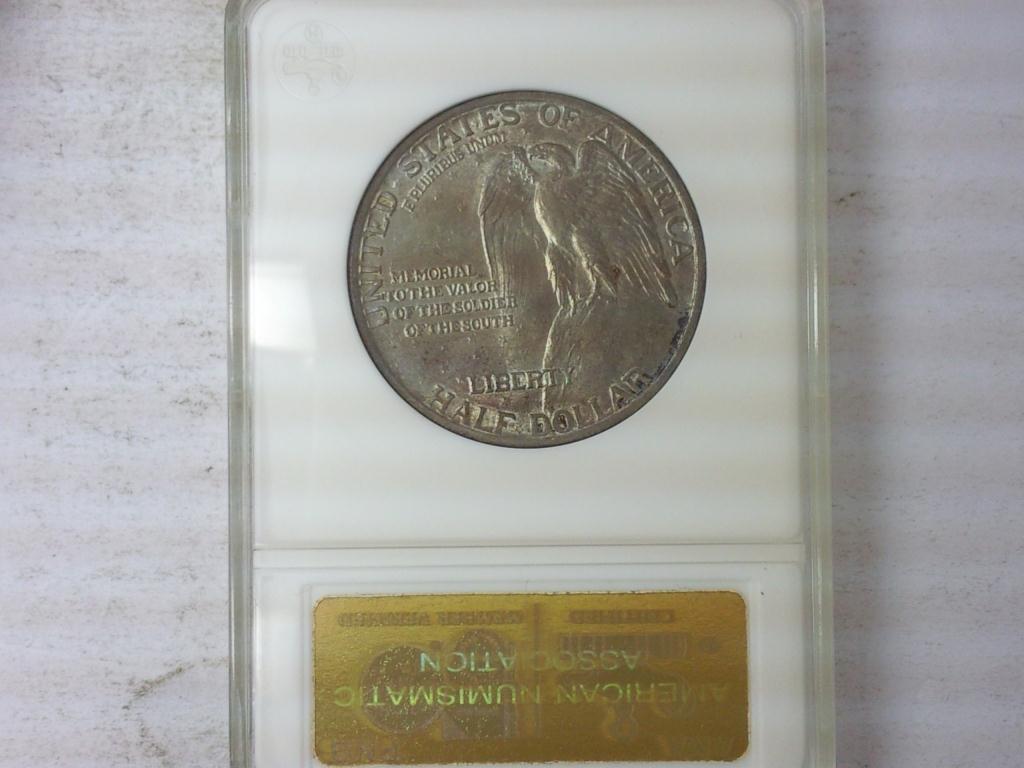 UNITED STATES OF AMERICA
E PLURIBUS UNUM
MEMORIAL
TO THE VALOR
OF THE SOLDIER
OF THE SOUTH
LIBERTY
HALF DOLLAR
AMERICAN NUMISMATIC
ASSOCIATION
CERTIFIED